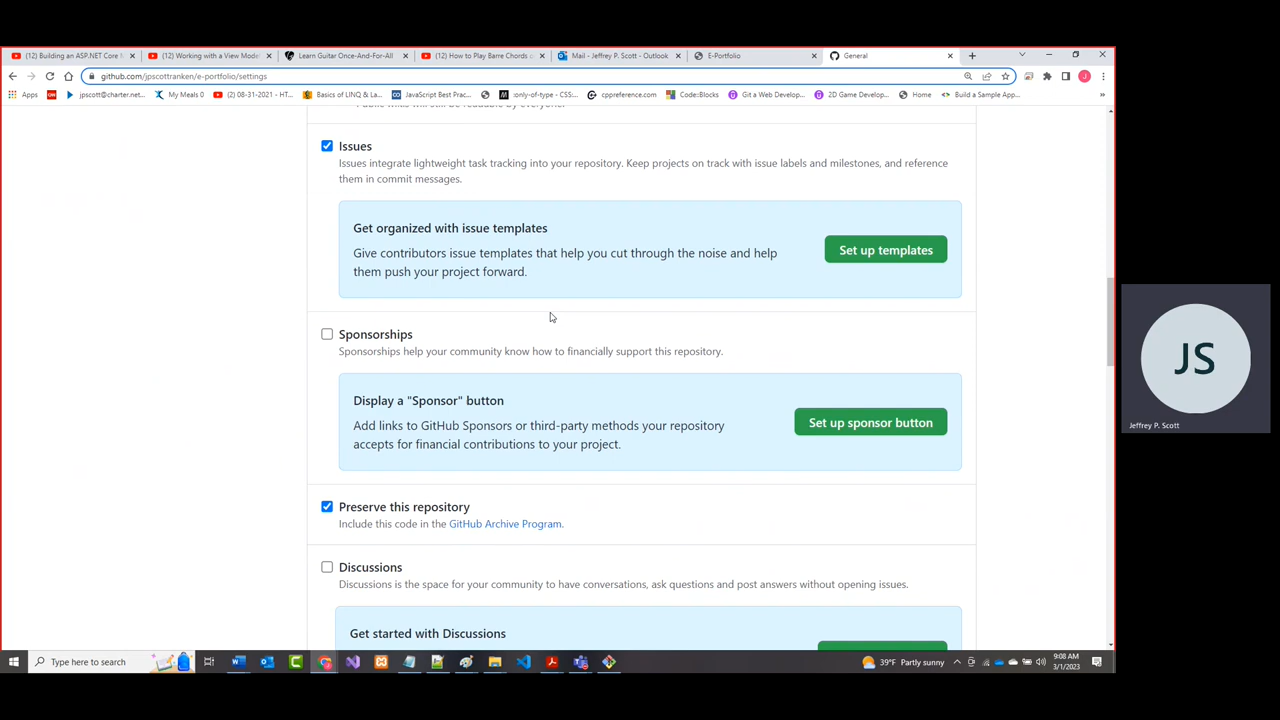 (12) Building an ASP.NET Core M
(12) Working with a View Mode
Learn Guitar Once-And-For-All
(12) How to Play Barre Chords o
Mail - Jeffrey P. Scott - Outlook
E-Portfolio
General
github.com/jpscottranken/e-portfolio/settings
Apps
Q
jpscott@charter.net...
My Meals 0
(2) 08-31-2021 - HT...
Basics of LINQ & La...
JavaScript Best Prac...
:only-of-type - CSS:...
cppreference.com
Code::Blocks
Git a Web Develop...
2D Game Develop...
Home
Build a Sample App...
»
Public wikis will still be readable by everyone.
Issues
Issues integrate lightweight task tracking into your repository. Keep projects on track with issue labels and milestones, and reference
them in commit messages.
Get organized with issue templates
Give contributors issue templates that help you cut through the noise and help
them push your project forward.
Set up templates
Sponsorships
Sponsorships help your community know how to financially support this repository.
Display a "Sponsor" button
Add links to GitHub Sponsors or third-party methods your repository
accepts for financial contributions to your project.
Set up sponsor button
Preserve this repository
Include this code in the GitHub Archive Program.
Discussions
Discussions is the space for your community to have conversations, ask questions and post answers without opening issues.
Get started with Discussions
JS
Jeffrey P. Scott
Type here to search
39°F Partly sunny
9:08 AM
3/1/2023